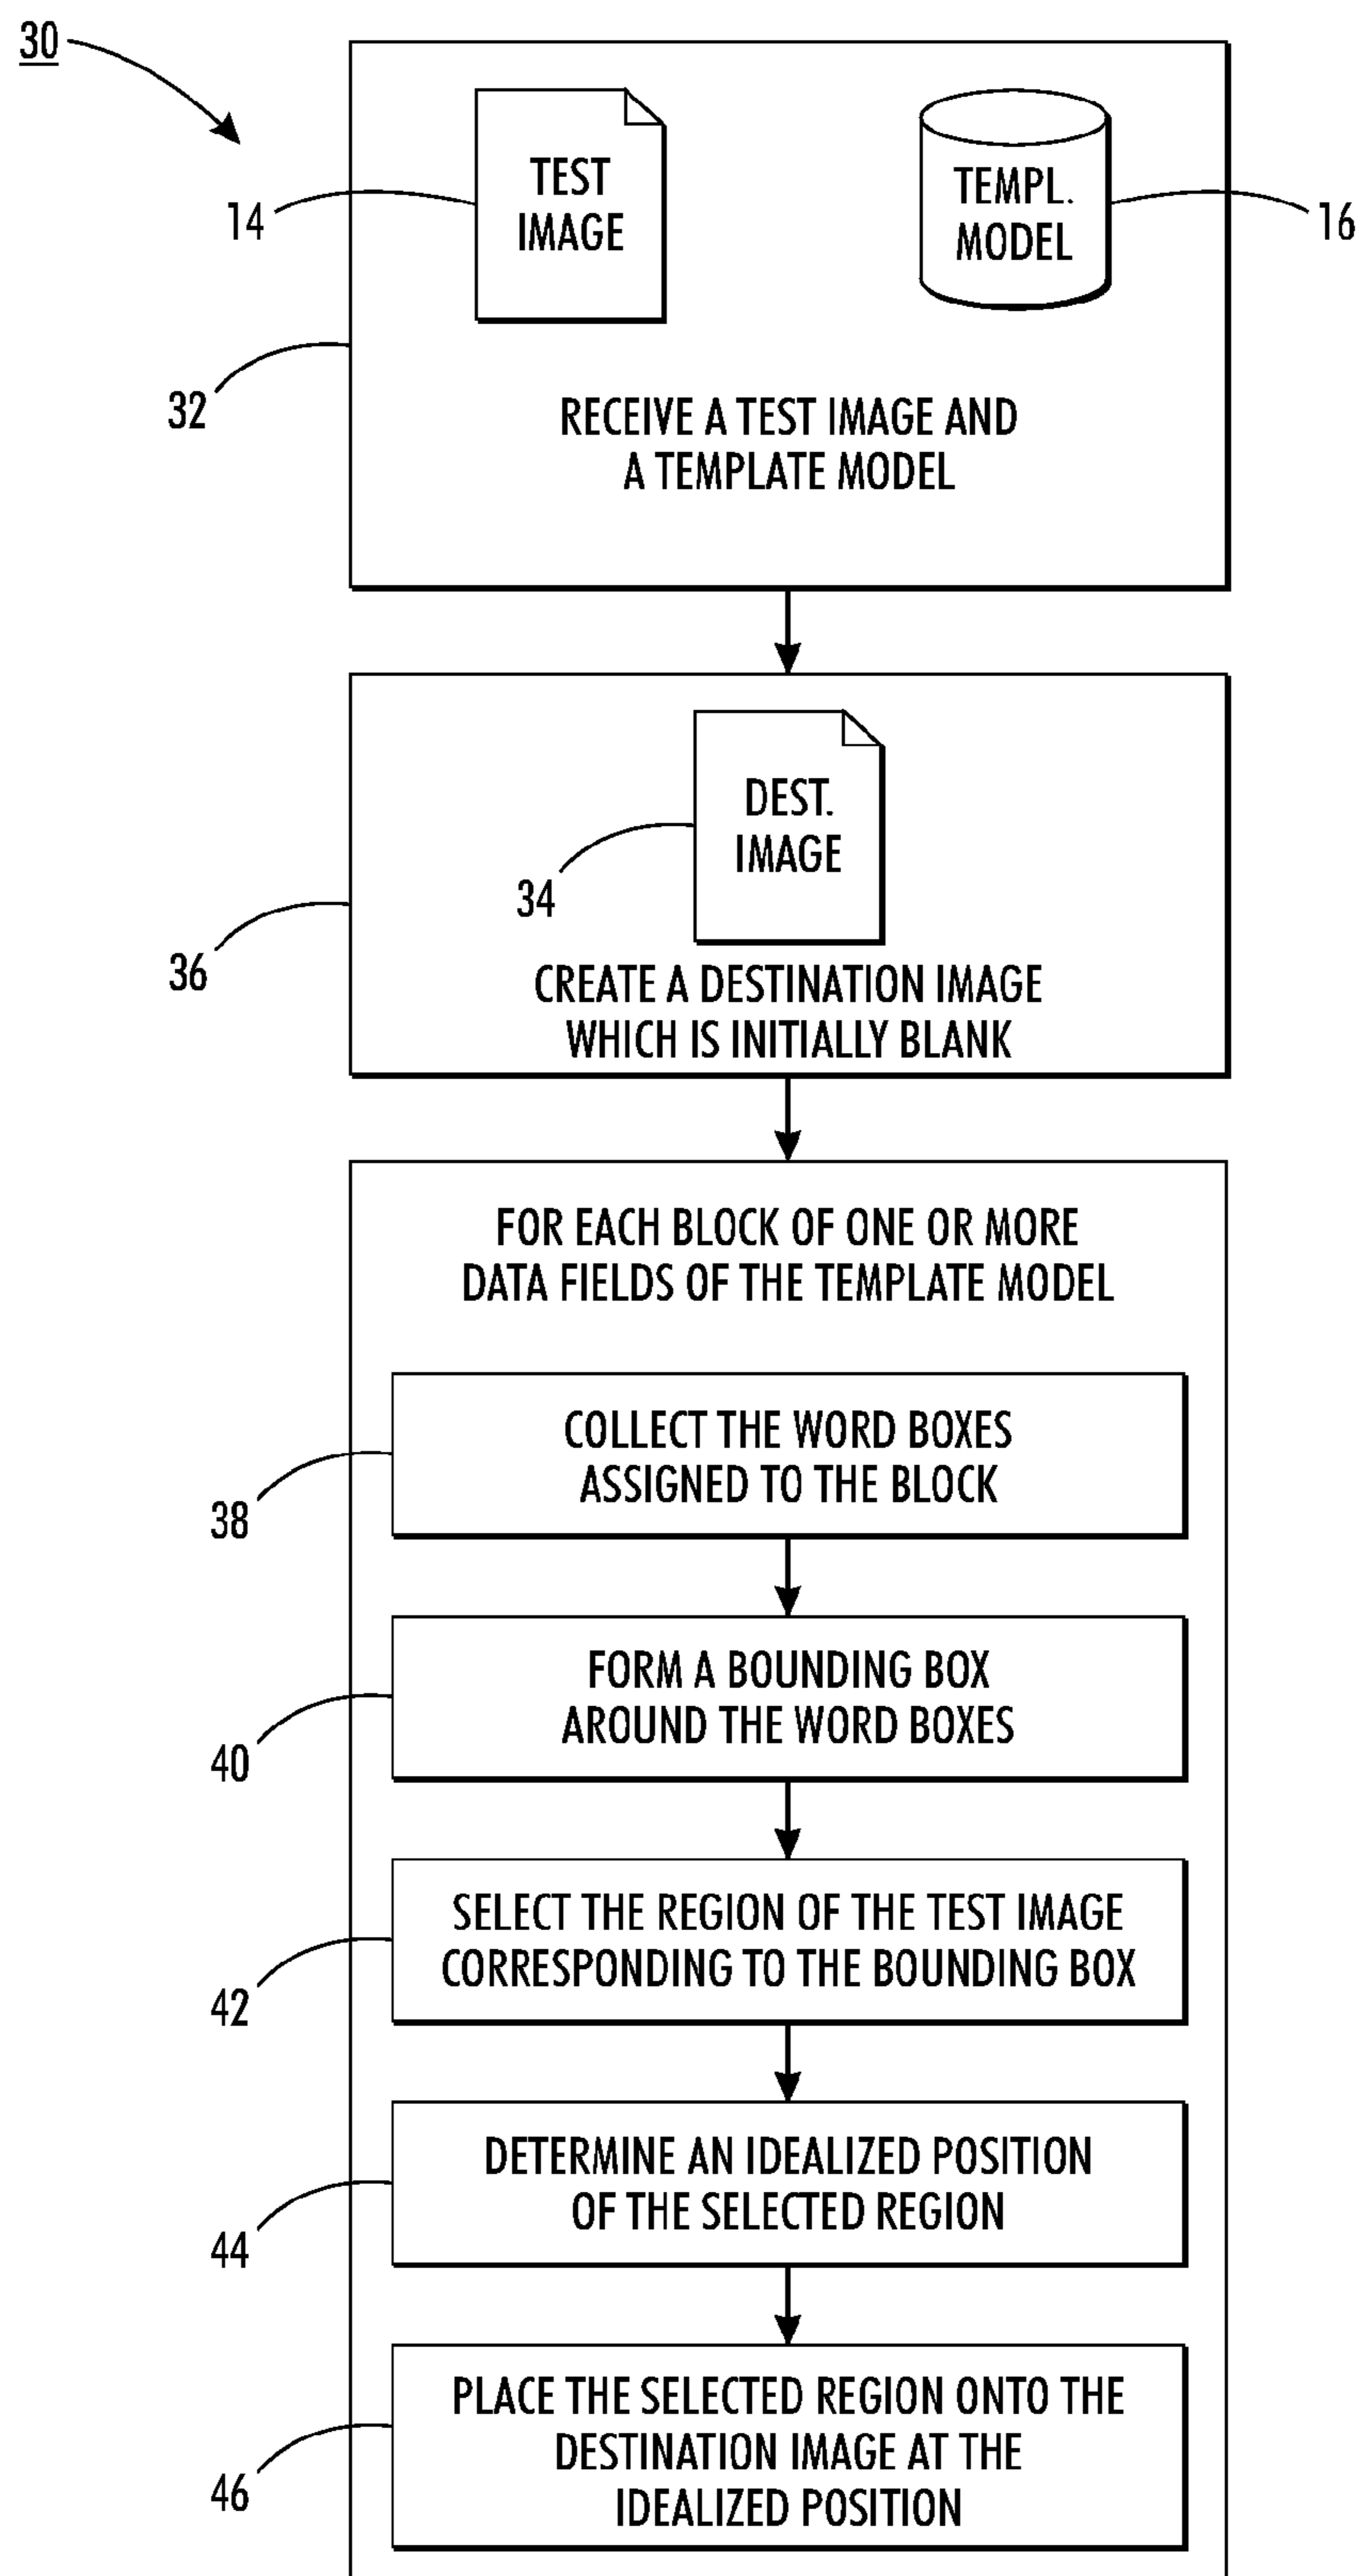 30
TEST
IMAGE
14
TEMPL.
MODEL
16
32
RECEIVE A TEST IMAGE AND
A TEMPLATE MODEL
DEST.
IMAGE
34
36
CREATE A DESTINATION IMAGE
WHICH IS INITIALLY BLANK
FOR EACH BLOCK OF ONE OR MORE
DATA FIELDS OF THE TEMPLATE MODEL
COLLECT THE WORD BOXES
ASSIGNED TO THE BLOCK
38
FORM A BOUNDING BOX
AROUND THE WORD BOXES
40
SELECT THE REGION OF THE TEST IMAGE
CORRESPONDING TO THE BOUNDING BOX
42
DETERMINE AN IDEALIZED POSITION
OF THE SELECTED REGION
44
PLACE THE SELECTED REGION ONTO THE
DESTINATION IMAGE AT THE
IDEALIZED POSITION
46